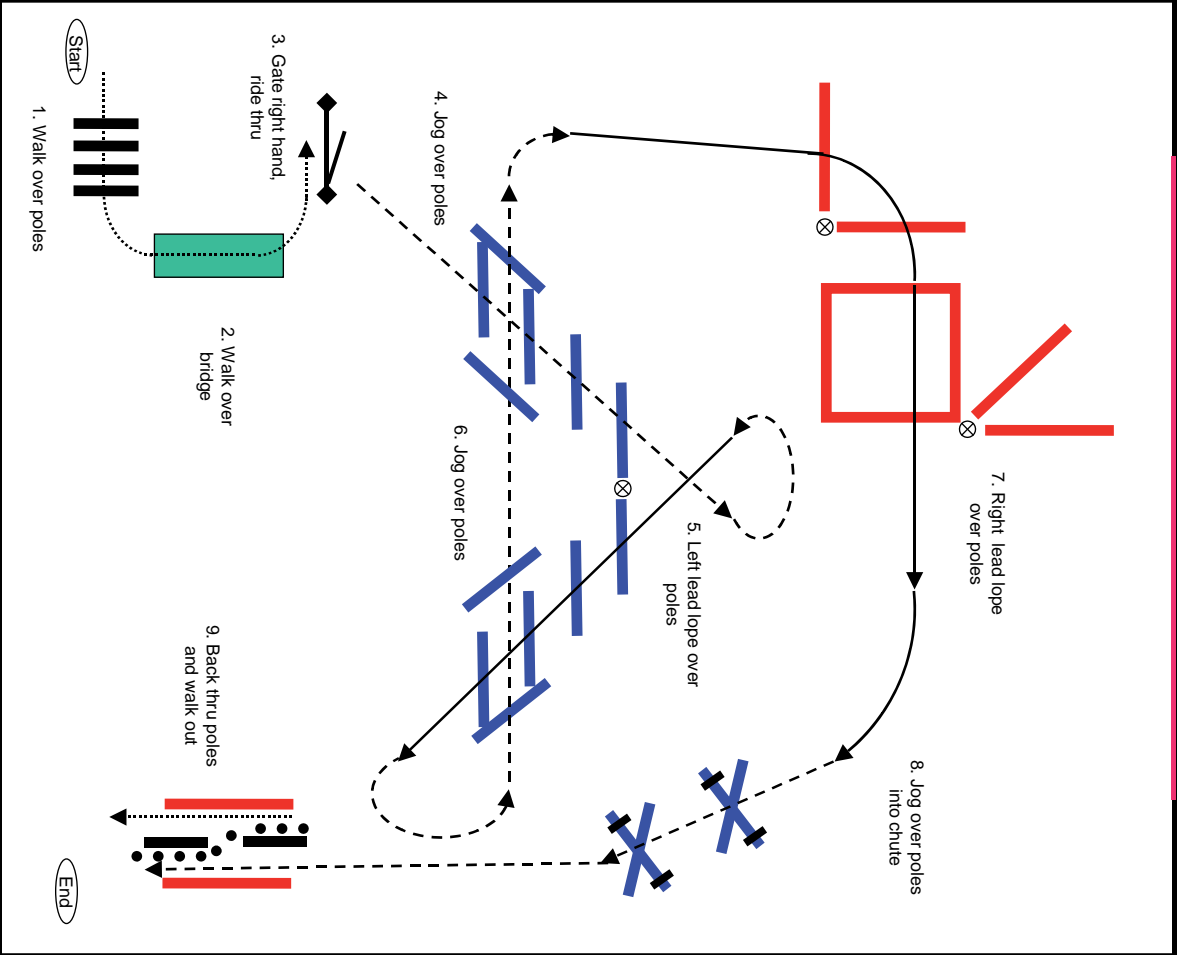 Start
1. Walk over poles
2. Walk over
bridge
3. Gate right hand,
ride thru
4. Jog over poles
5. Left lead lope over
poles
6. Jog over poles
7. Right lead lope
over poles
8. Jog over poles
into chute
9. Back thru poles
and walk out
End